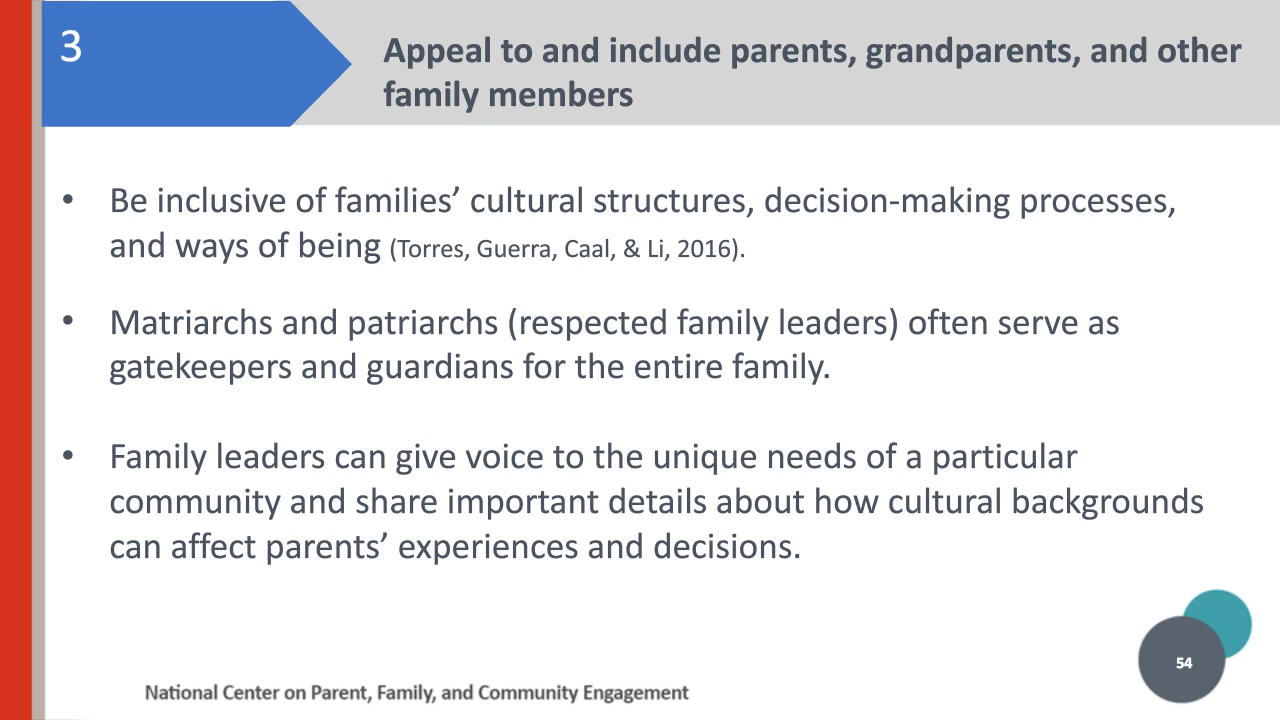 3
Appeal to and include parents, grandparents, and other
family members
• Be inclusive of families’ cultural structures, decision-making processes,
and ways of being (Torres, Guerra, Caal, & Li, 2016).
• Matriarchs and patriarchs (respected family leaders) often serve as
gatekeepers and guardians for the entire family.
• Family leaders can give voice to the unique needs of a particular
community and share important details about how cultural backgrounds
can affect parents’ experiences and decisions.
54
National Center on Parent, Family, and Community Engagement